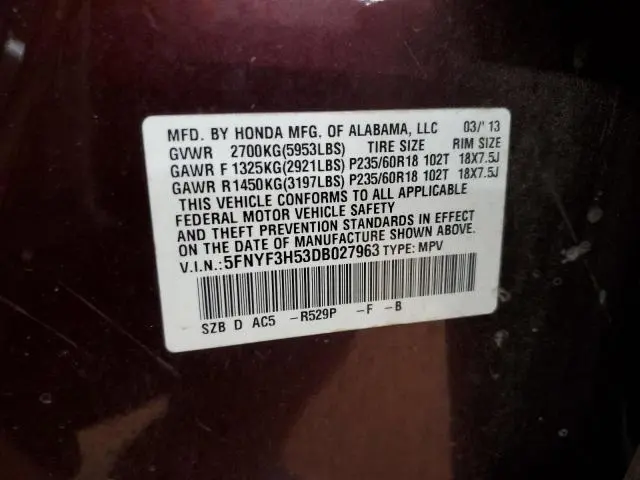 MFD. BY HONDA MFG. OF ALABAMA, LLC 03/'13
GVWR 2700KG(5953LBS) TIRE SIZE RIM SIZE
GAWR F 1325KG(2921LBS) P235/60R18 102T 18X7.5J
GAWR R1450KG(3197LBS) P235/60R18 102T 18X7.5J
THIS VEHICLE CONFORMS TO ALL APPLICABLE
FEDERAL MOTOR VEHICLE SAFETY
AND THEFT PREVENTION STANDARDS IN EFFECT
ON THE DATE OF MANUFACTURE SHOWN ABOVE.
V.I.N.: 5FNYF3H53DB027963 TYPE: MPV
SZB D AC5 -R529P -F -B